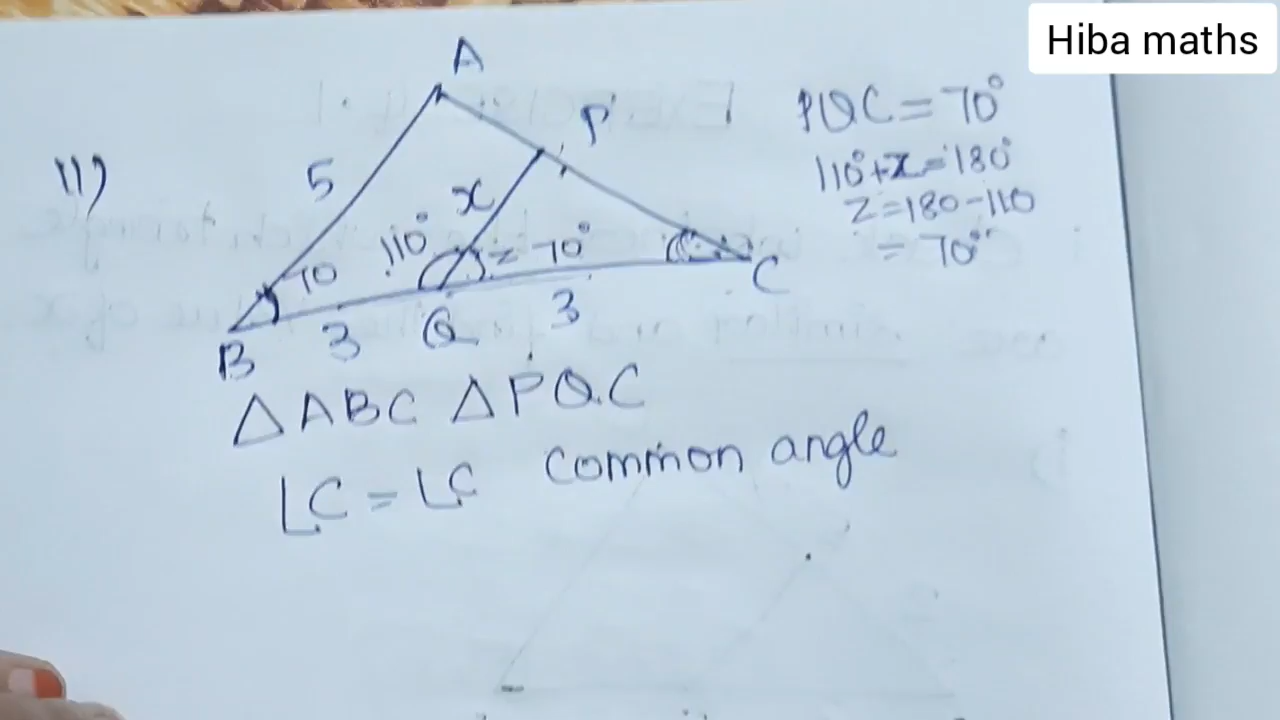 Hiba maths
A
P
PQC = 70°
11)
5
x
110° + x = 180°
z = 180 - 110
= 70°
110°
z = 70°
70
C
B
3
Q
3
△ABC △PQC
∠C = ∠C common angle